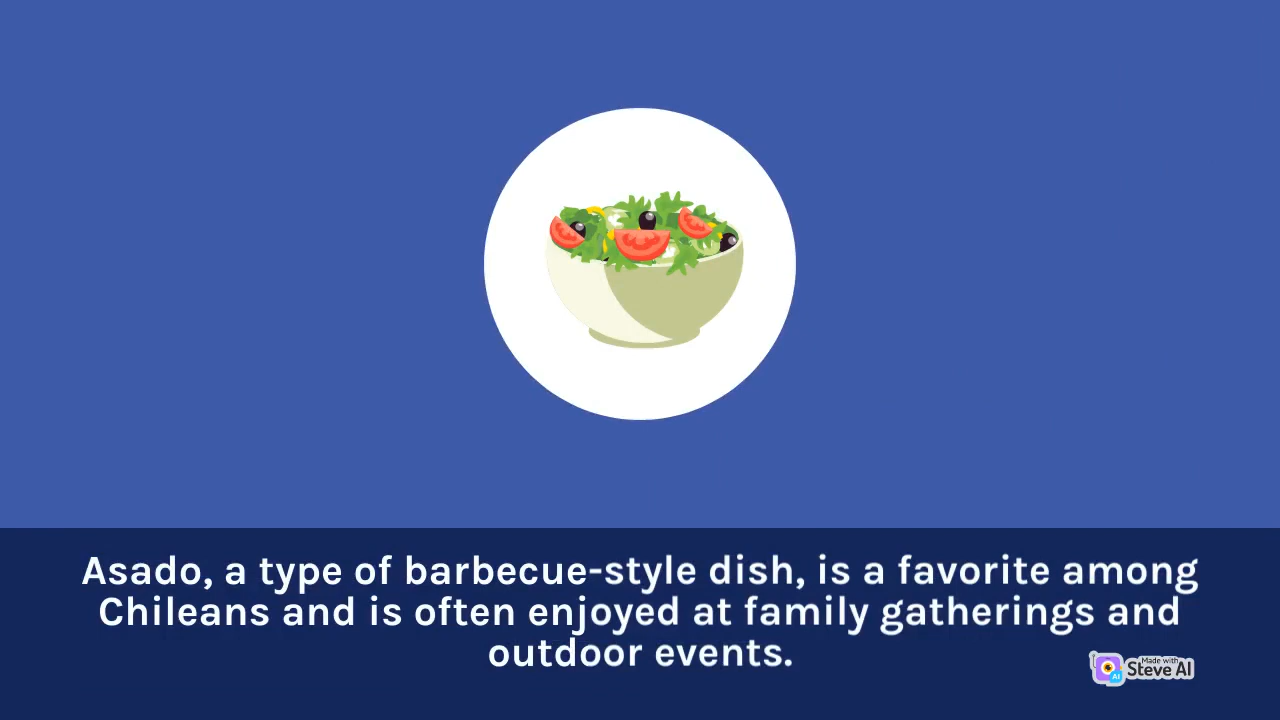 Asado, a type of barbecue-style dish, is a favorite among
Chileans and is often enjoyed at family gatherings and
outdoor events.
Made with
Steve AI
AI